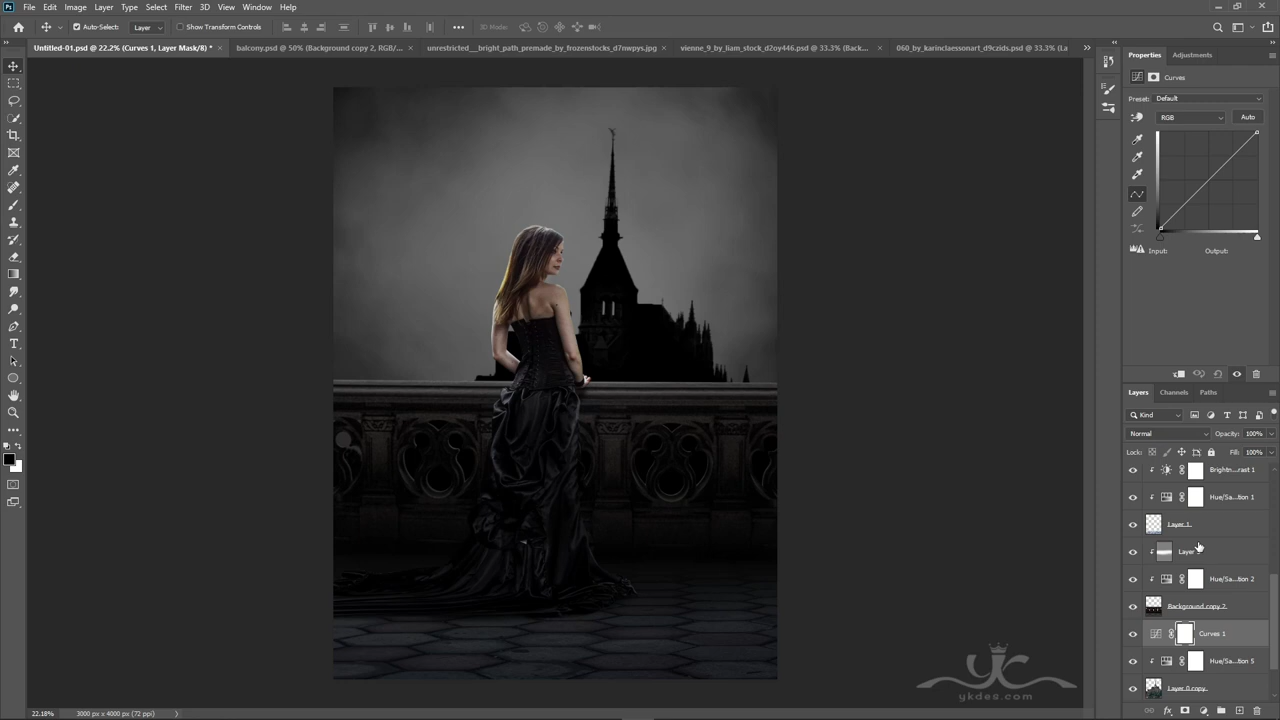 Ps File Edit Image Layer Type Select Filter 3D View Window Help
Auto-Select: Layer Show Transform Controls 3D Mode:
Untitled-01.psd @ 22.2% (Curves 1, Layer Mask/8) * × balcony.psd @ 50% (Background copy 2, RGB/... × unrestricted__bright_path_premade_by_frozenstocks_d7nwpys.jpg × vienne_9_by_liam_stock_d2oy446.psd @ 33.3% (Back... × 060_by_karinclaessonart_d9czids.psd @ 33.3% (La
Properties Adjustments
Curves
Preset: Default
RGB Auto
Input: Output:
Layers Channels Paths
Kind
Normal Opacity: 100%
Lock: Fill: 100%
Brightn...rast 1
Hue/Sa...tion 1
Layer 1
Layer
Hue/Sa...tion 2
Background copy 2
Curves 1
Hue/Sa...tion 5
Layer 0 copy
yc
ykdes.com
22.18% 3000 px x 4000 px (72 ppi)